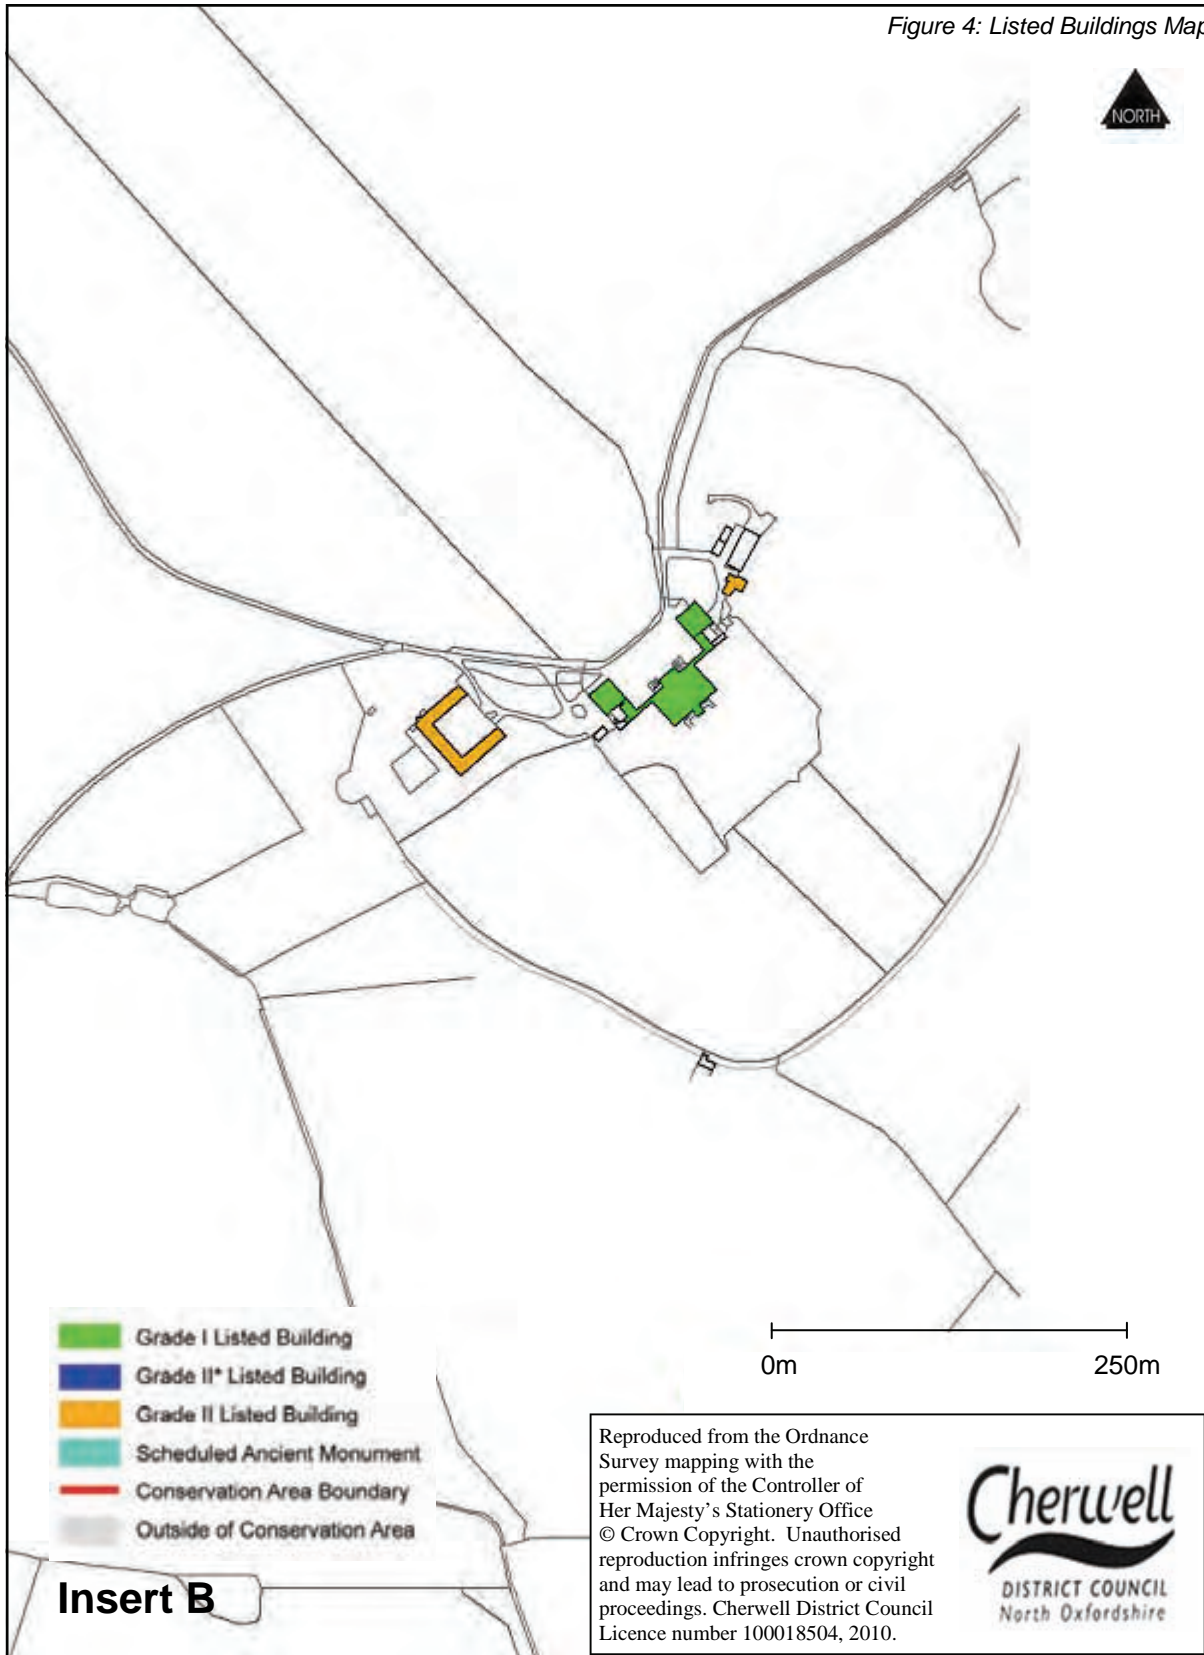 Figure 4: Listed Buildings Map
NORTH
Grade I Listed Building
Grade II* Listed Building
Grade II Listed Building
Scheduled Ancient Monument
Conservation Area Boundary
Outside of Conservation Area
Insert B
0m
250m
Reproduced from the Ordnance
Survey mapping with the
permission of the Controller of
Her Majesty's Stationery Office
© Crown Copyright. Unauthorised
reproduction infringes crown copyright
and may lead to prosecution or civil
proceedings. Cherwell District Council
Licence number 100018504, 2010.
Cherwell
DISTRICT COUNCIL
North Oxfordshire